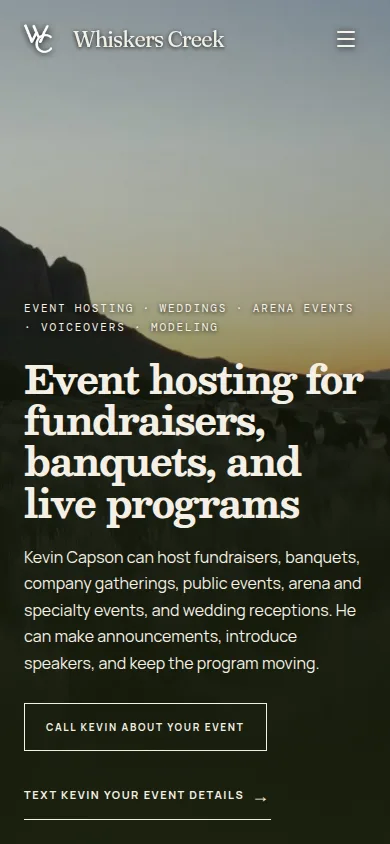 WC Whiskers Creek
EVENT HOSTING · WEDDINGS · ARENA EVENTS
· VOICEOVERS · MODELING
Event hosting for
fundraisers,
banquets, and
live programs
Kevin Capson can host fundraisers, banquets,
company gatherings, public events, arena and
specialty events, and wedding receptions. He
can make announcements, introduce
speakers, and keep the program moving.
CALL KEVIN ABOUT YOUR EVENT
TEXT KEVIN YOUR EVENT DETAILS →